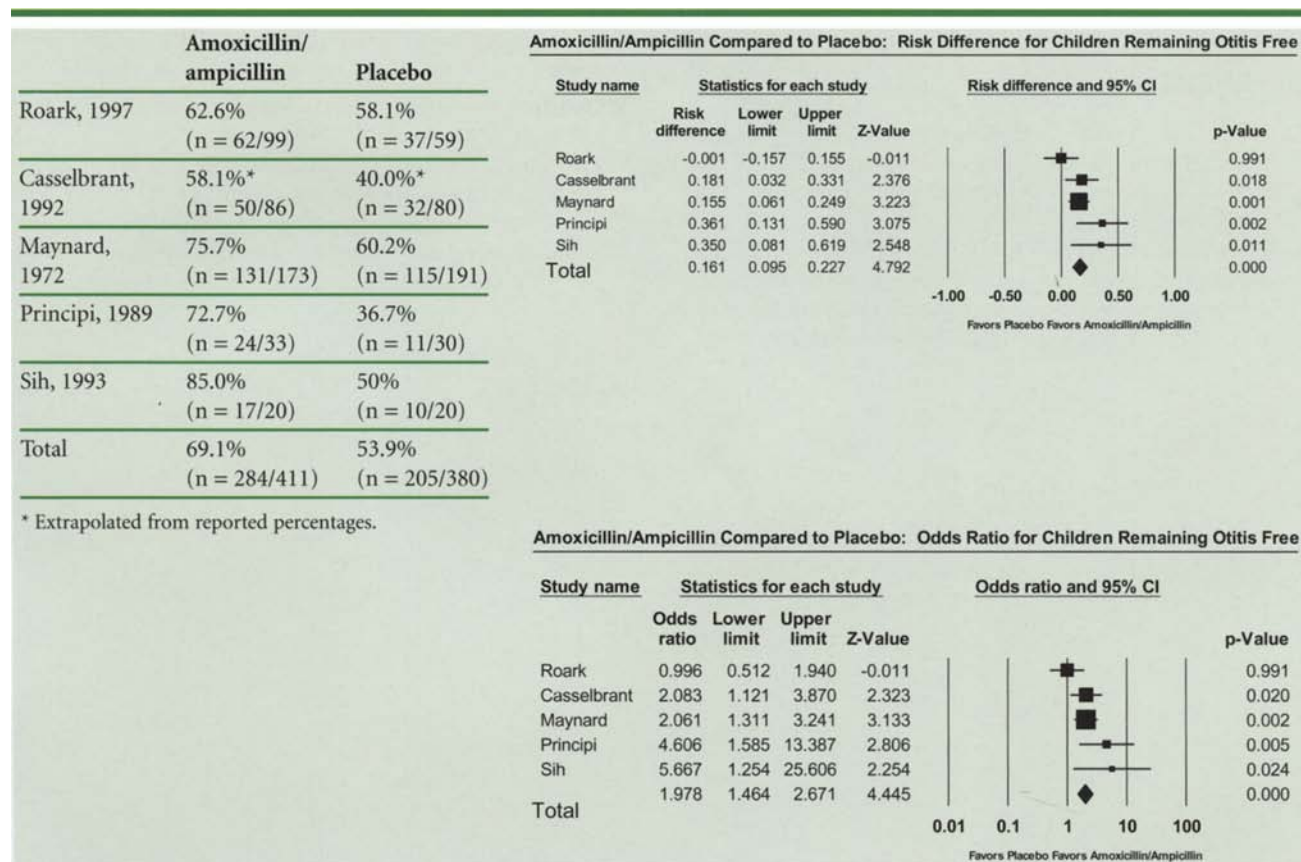 Amoxicillin/
ampicillin Placebo
Roark, 1997 62.6% 58.1%
(n = 62/99) (n = 37/59)
Casselbrant, 58.1%* 40.0%*
1992 (n = 50/86) (n = 32/80)
Maynard, 75.7% 60.2%
1972 (n = 131/173) (n = 115/191)
Principi, 1989 72.7% 36.7%
(n = 24/33) (n = 11/30)
Sih, 1993 85.0% 50%
(n = 17/20) (n = 10/20)
Total 69.1% 53.9%
(n = 284/411) (n = 205/380)
* Extrapolated from reported percentages.
Amoxicillin/Ampicillin Compared to Placebo: Risk Difference for Children Remaining Otitis Free
Study name Statistics for each study Risk difference and 95% CI
Risk Lower Upper
difference limit limit Z-Value p-Value
Roark -0.001 -0.157 0.155 -0.011 0.991
Casselbrant 0.181 0.032 0.331 2.376 0.018
Maynard 0.155 0.061 0.249 3.223 0.001
Principi 0.361 0.131 0.590 3.075 0.002
Sih 0.350 0.081 0.619 2.548 0.011
Total 0.161 0.095 0.227 4.792 0.000
-1.00 -0.50 0.00 0.50 1.00
Favors Placebo Favors Amoxicillin/Ampicillin
Amoxicillin/Ampicillin Compared to Placebo: Odds Ratio for Children Remaining Otitis Free
Study name Statistics for each study Odds ratio and 95% CI
Odds Lower Upper
ratio limit limit Z-Value p-Value
Roark 0.996 0.512 1.940 -0.011 0.991
Casselbrant 2.083 1.121 3.870 2.323 0.020
Maynard 2.061 1.311 3.241 3.133 0.002
Principi 4.606 1.585 13.387 2.806 0.005
Sih 5.667 1.254 25.606 2.254 0.024
1.978 1.464 2.671 4.445 0.000
Total
0.01 0.1 1 10 100
Favors Placebo Favors Amoxicillin/Ampicillin